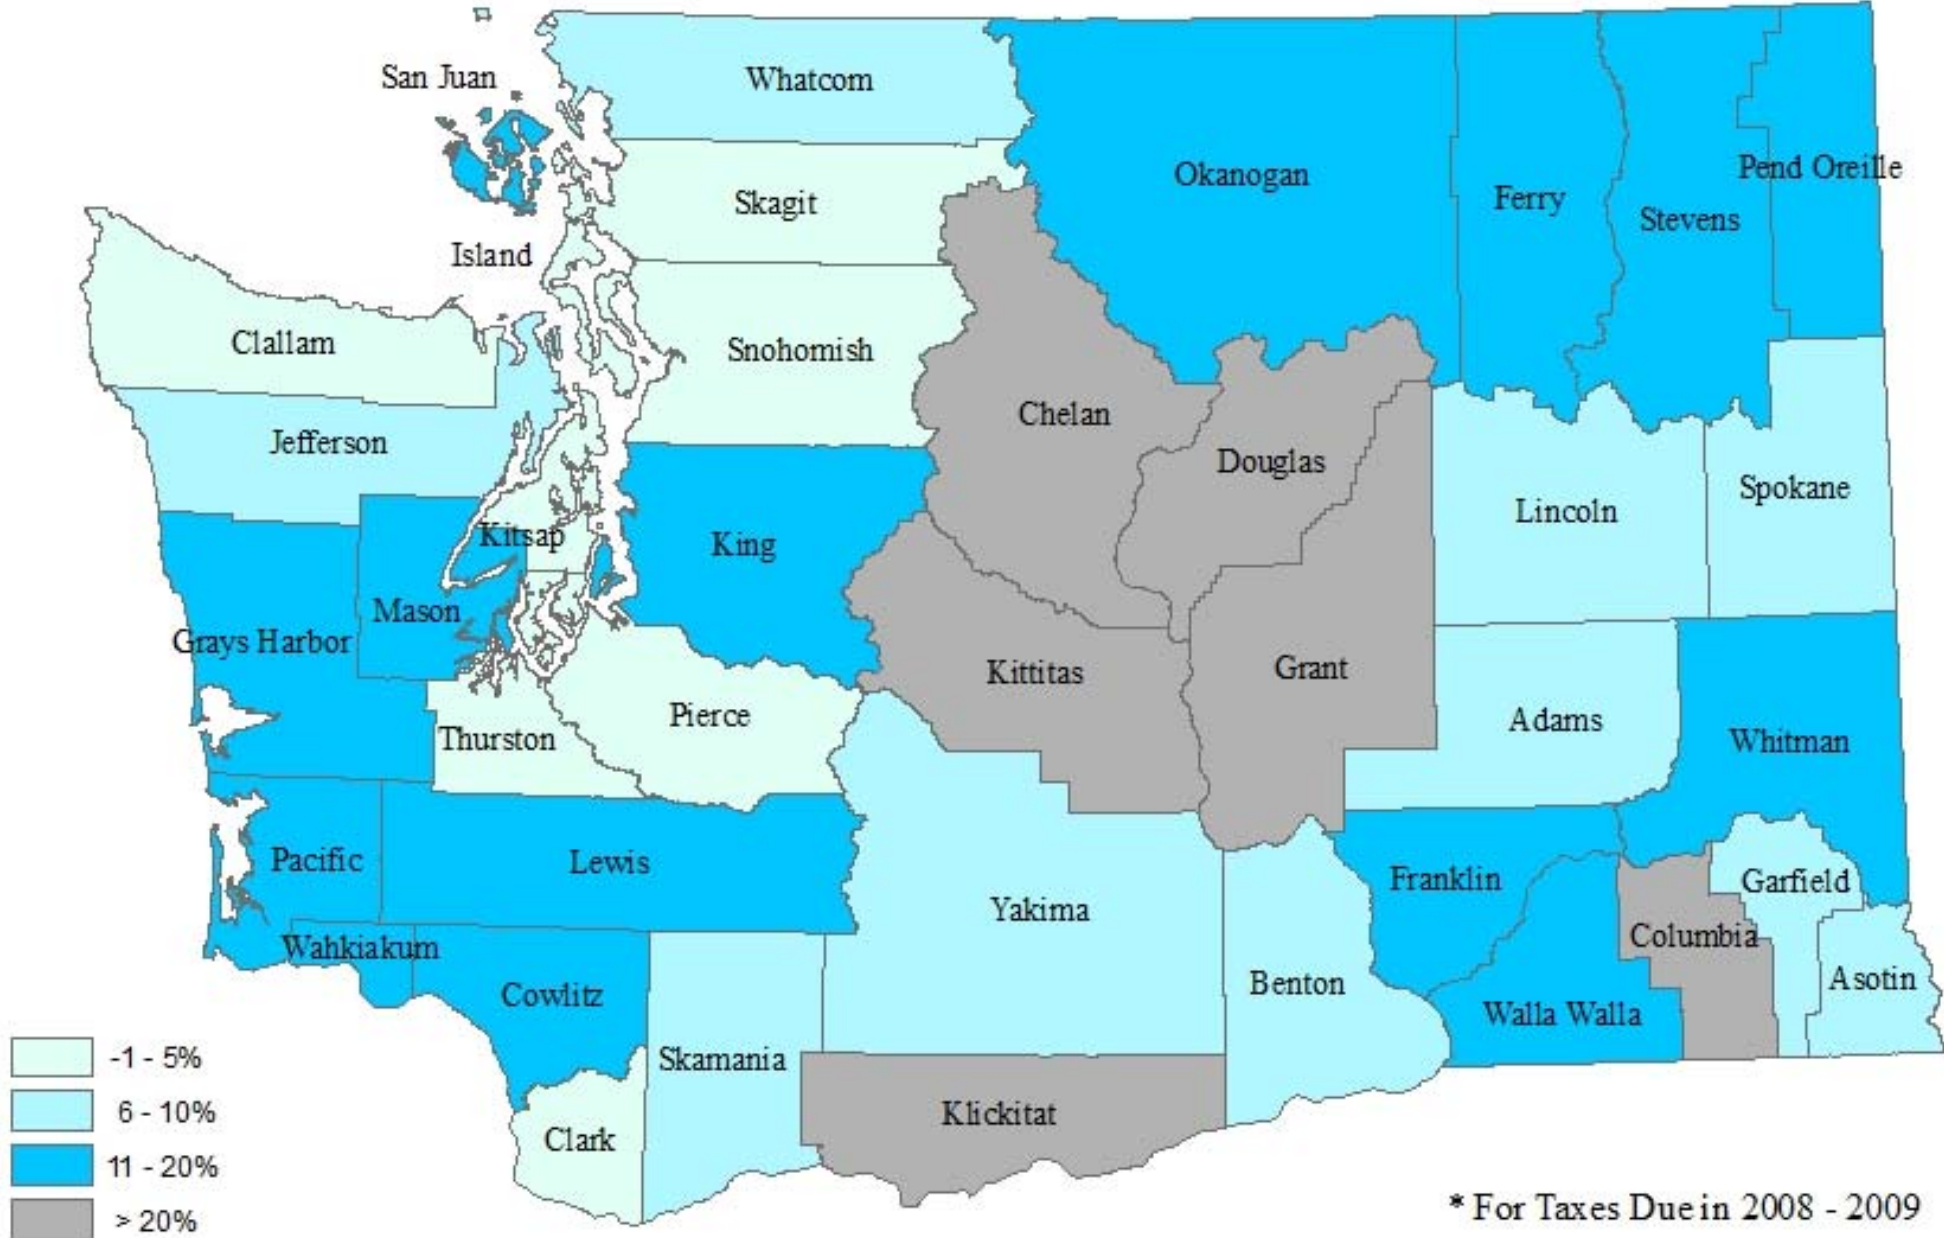 San Juan
Whatcom
Okanogan
Ferry
Stevens
Pend Oreille
Skagit
Island
Clallam
Snohomish
Chelan
Jefferson
Douglas
Lincoln
Spokane
Kitsap
King
Mason
Grays Harbor
Kittitas
Grant
Thurston
Pierce
Adams
Whitman
Pacific
Lewis
Yakima
Franklin
Garfield
Columbia
Wahkiakum
Cowlitz
Benton
Asotin
Walla Walla
Skamania
Klickitat
Clark
-1 - 5%
6 - 10%
11 - 20%
> 20%
* For Taxes Due in 2008 - 2009